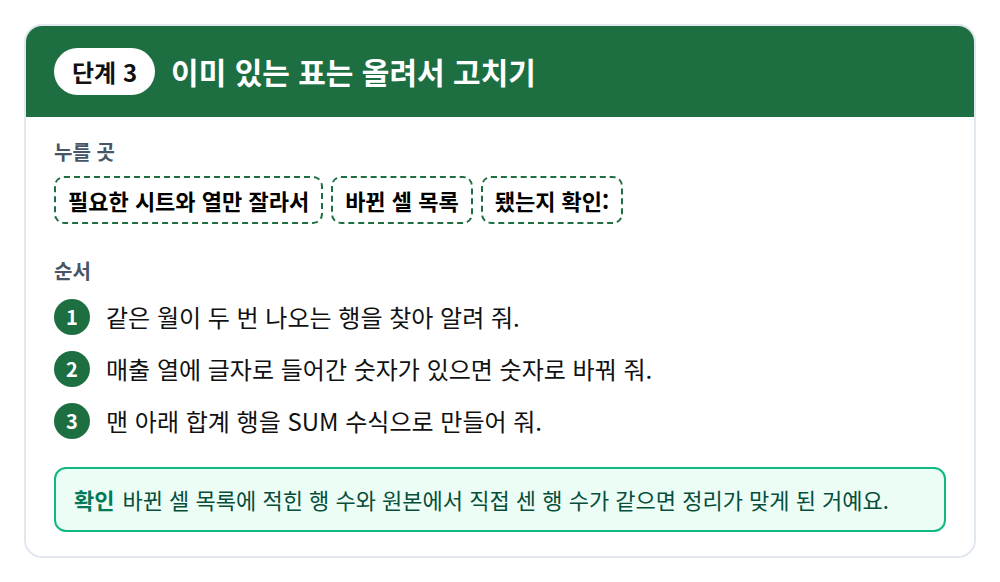 단계 3 이미 있는 표는 올려서 고치기
누를 곳
필요한 시트와 열만 잘라서 바뀐 셀 목록 됐는지 확인:
순서
1 같은 월이 두 번 나오는 행을 찾아 알려 줘.
2 매출 열에 글자로 들어간 숫자가 있으면 숫자로 바꿔 줘.
3 맨 아래 합계 행을 SUM 수식으로 만들어 줘.
확인 바뀐 셀 목록에 적힌 행 수와 원본에서 직접 센 행 수가 같으면 정리가 맞게 된 거예요.